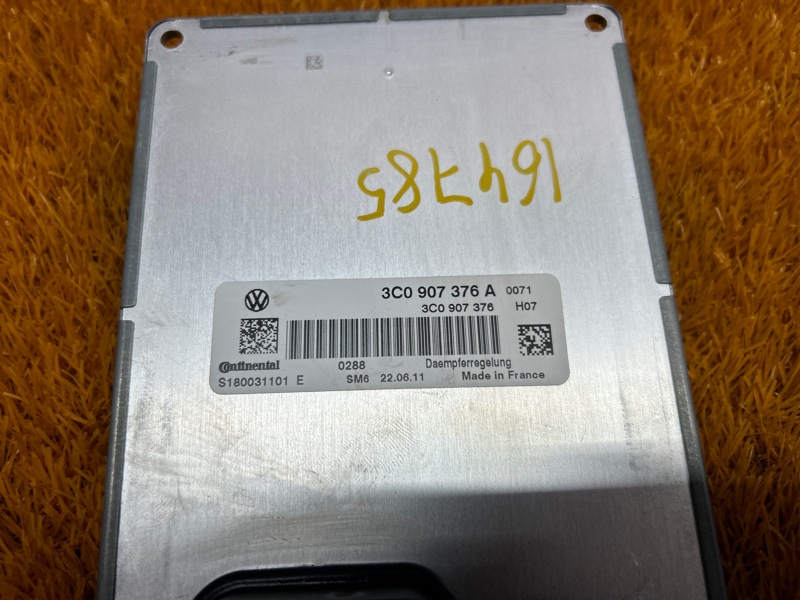 164785
3C0 907 376 A 0071
3C0 907 376 H07
Continental 0288 Daempferregelung
S180031101 E SM6 22.06.11 Made in France